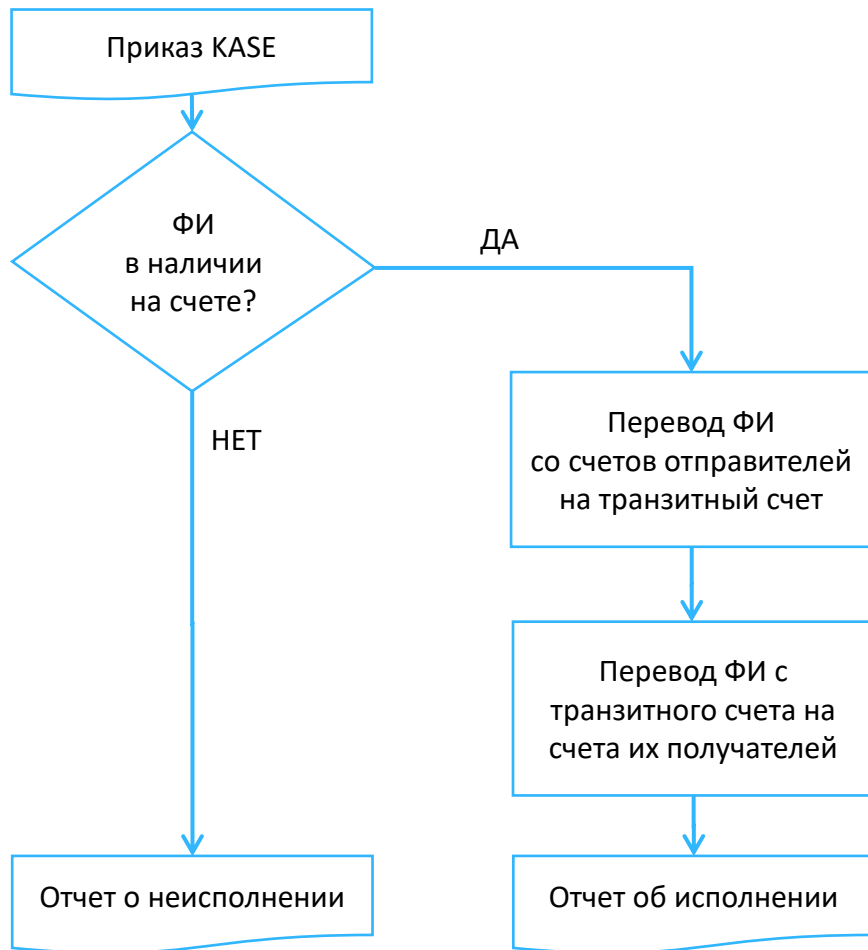 Приказ KASE
ФИ
в наличии
на счете?
ДА
НЕТ
Перевод ФИ
со счетов отправителей
на транзитный счет
Перевод ФИ с
транзитного счета на
счета их получателей
Отчет о неисполнении
Отчет об исполнении